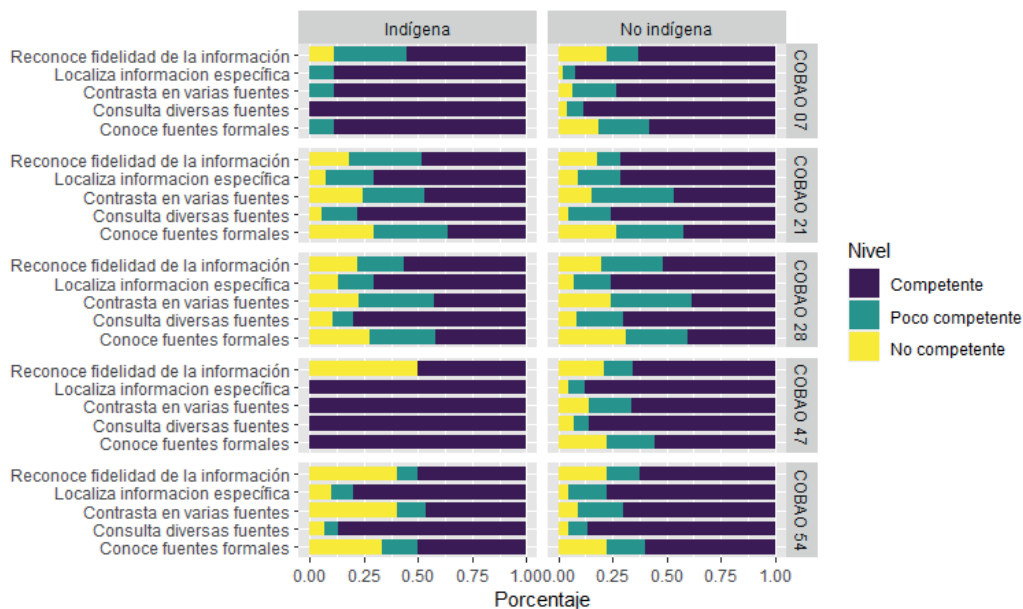 Indígena
No indígena
Reconoce fidelidad de la información
Localiza informacion específica
Contrasta en varias fuentes
Consulta diversas fuentes
Conoce fuentes formales
COBAO 07
Reconoce fidelidad de la información
Localiza informacion específica
Contrasta en varias fuentes
Consulta diversas fuentes
Conoce fuentes formales
COBAO 21
Reconoce fidelidad de la información
Localiza informacion específica
Contrasta en varias fuentes
Consulta diversas fuentes
Conoce fuentes formales
COBAO 28
Reconoce fidelidad de la información
Localiza informacion específica
Contrasta en varias fuentes
Consulta diversas fuentes
Conoce fuentes formales
COBAO 47
Reconoce fidelidad de la información
Localiza informacion específica
Contrasta en varias fuentes
Consulta diversas fuentes
Conoce fuentes formales
COBAO 54
0.00 0.25 0.50 0.75 1.00 0.00 0.25 0.50 0.75 1.00
Porcentaje
Nivel
Competente
Poco competente
No competente